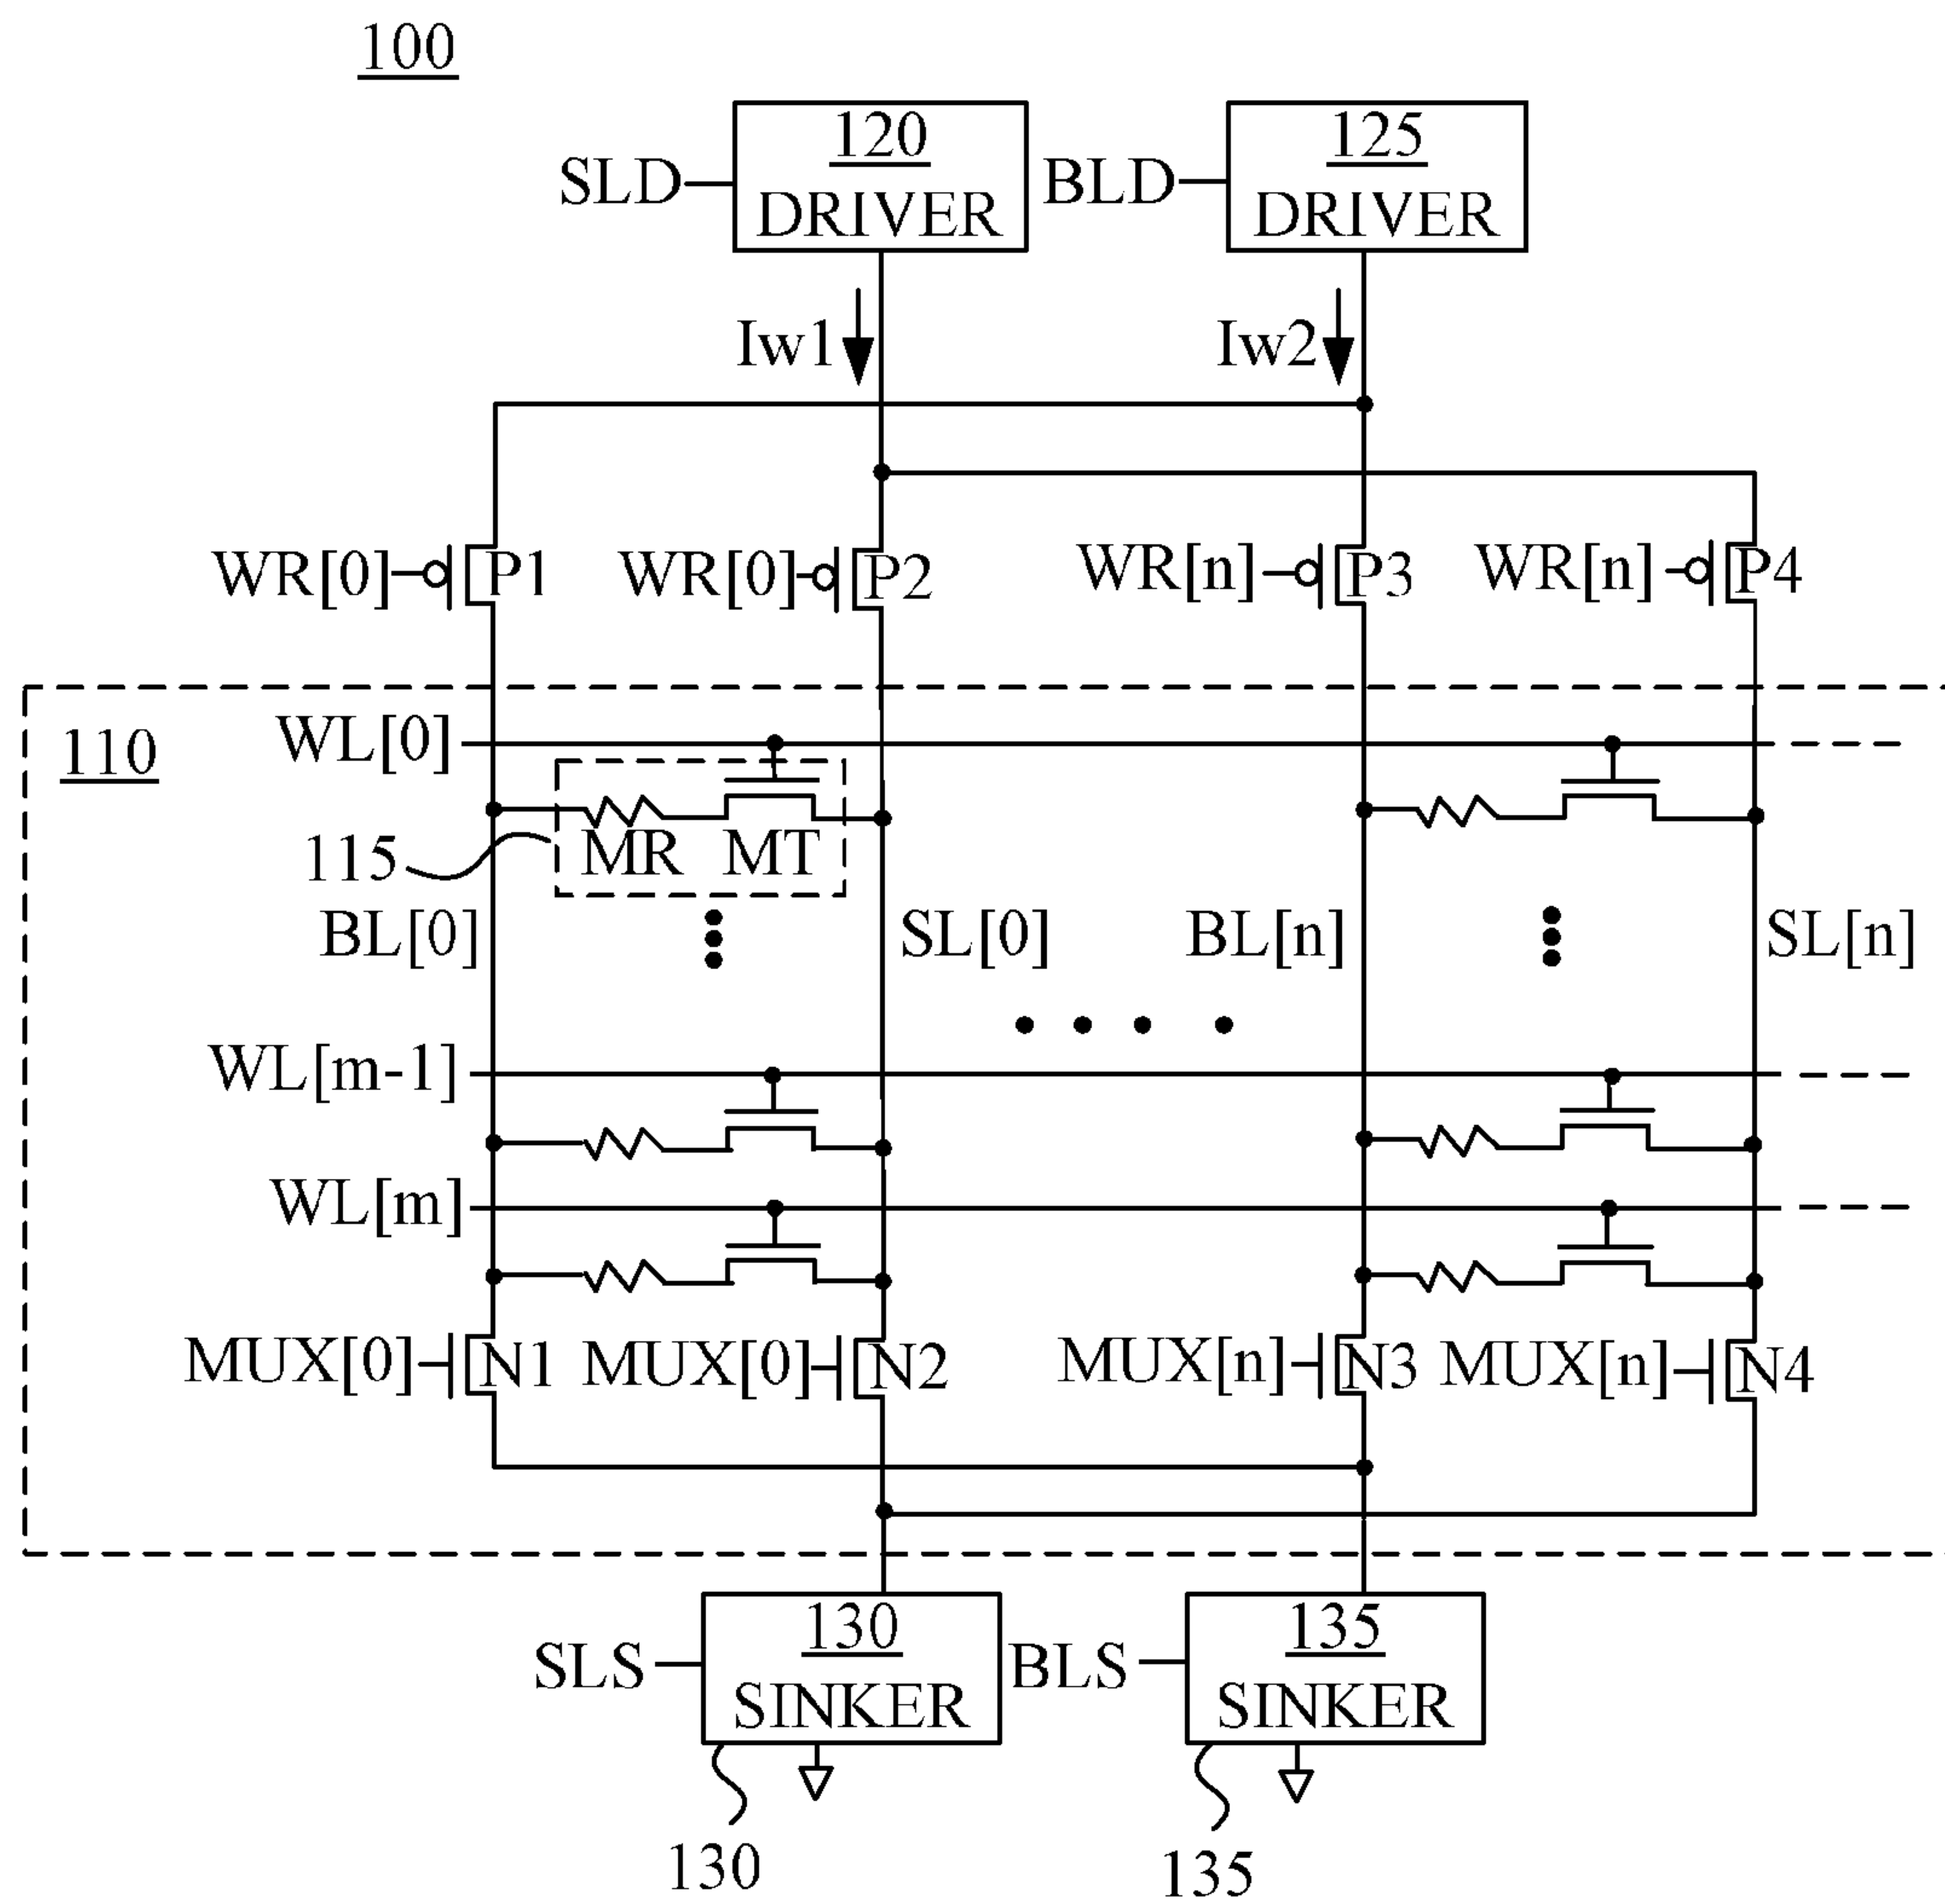 100
120
DRIVER
125
DRIVER
SLD
BLD
Iw1
Iw2
WR[0]
P1
WR[0]
P2
WR[n]
P3
WR[n]
P4
110
WL[0]
115
MR
MT
BL[0]
SL[0]
BL[n]
SL[n]
WL[m-1]
WL[m]
MUX[0]
N1
MUX[0]
N2
MUX[n]
N3
MUX[n]
N4
SLS
130
SINKER
BLS
135
SINKER
130
135